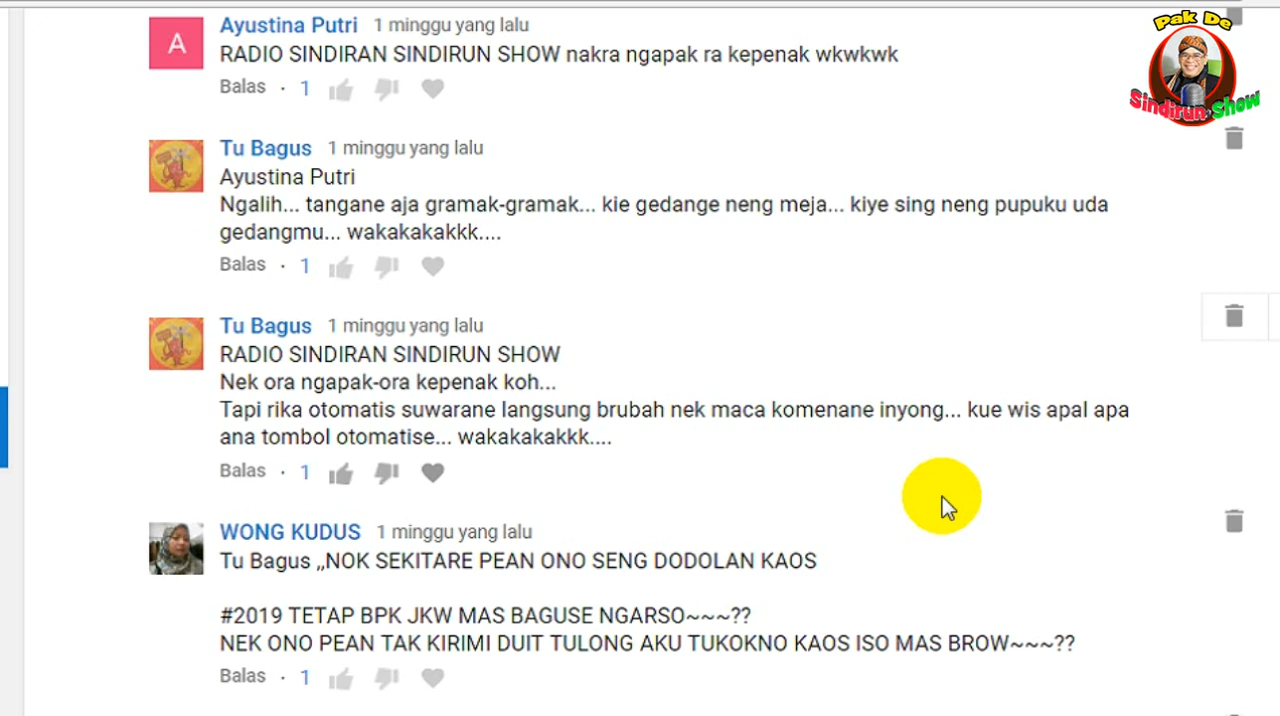 Ayustina Putri 1 minggu yang lalu
RADIO SINDIRAN SINDIRUN SHOW nakra ngapak ra kepenak wkwkwk
Balas · 1
Pak De
Sindirun Show
Tu Bagus 1 minggu yang lalu
Ayustina Putri
Ngalih... tangane aja gramak-gramak... kie gedange neng meja... kiye sing neng pupuku uda
gedangmu... wakakakakkk....
Balas · 1
Tu Bagus 1 minggu yang lalu
RADIO SINDIRAN SINDIRUN SHOW
Nek ora ngapak-ora kepenak koh...
Tapi rika otomatis suwarane langsung brubah nek maca komenane inyong... kue wis apal apa
ana tombol otomatise... wakakakakkk....
Balas · 1
WONG KUDUS 1 minggu yang lalu
Tu Bagus ,,NOK SEKITARE PEAN ONO SENG DODOLAN KAOS
#2019 TETAP BPK JKW MAS BAGUSE NGARSO~~~??
NEK ONO PEAN TAK KIRIMI DUIT TULONG AKU TUKOKNO KAOS ISO MAS BROW~~~??
Balas · 1
A